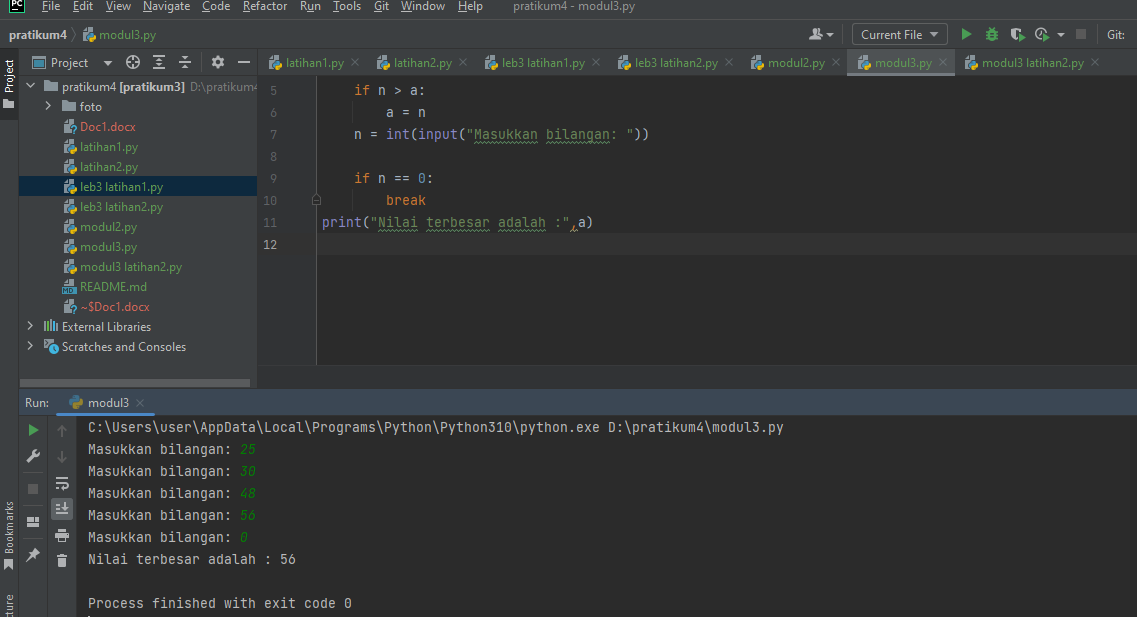 PC File Edit View Navigate Code Refactor Run Tools Git Window Help pratikum4 - modul3.py
pratikum4 modul3.py Current File Git:
Project
Project latihan1.py latihan2.py leb3 latihan1.py leb3 latihan2.py modul2.py modul3.py modul3 latihan2.py
pratikum4 [pratikum3] D:\pratikum4
foto
Doc1.docx
latihan1.py
latihan2.py
leb3 latihan1.py
leb3 latihan2.py
modul2.py
modul3.py
modul3 latihan2.py
README.md
~$Doc1.docx
External Libraries
Scratches and Consoles
5 if n > a:
6 a = n
7 n = int(input("Masukkan bilangan: "))
8
9 if n == 0:
10 break
11 print("Nilai terbesar adalah :",a)
12
Run: modul3
C:\Users\user\AppData\Local\Programs\Python\Python310\python.exe D:\pratikum4\modul3.py
Masukkan bilangan: 25
Masukkan bilangan: 30
Masukkan bilangan: 48
Masukkan bilangan: 56
Masukkan bilangan: 0
Nilai terbesar adalah : 56
Process finished with exit code 0
Bookmarks